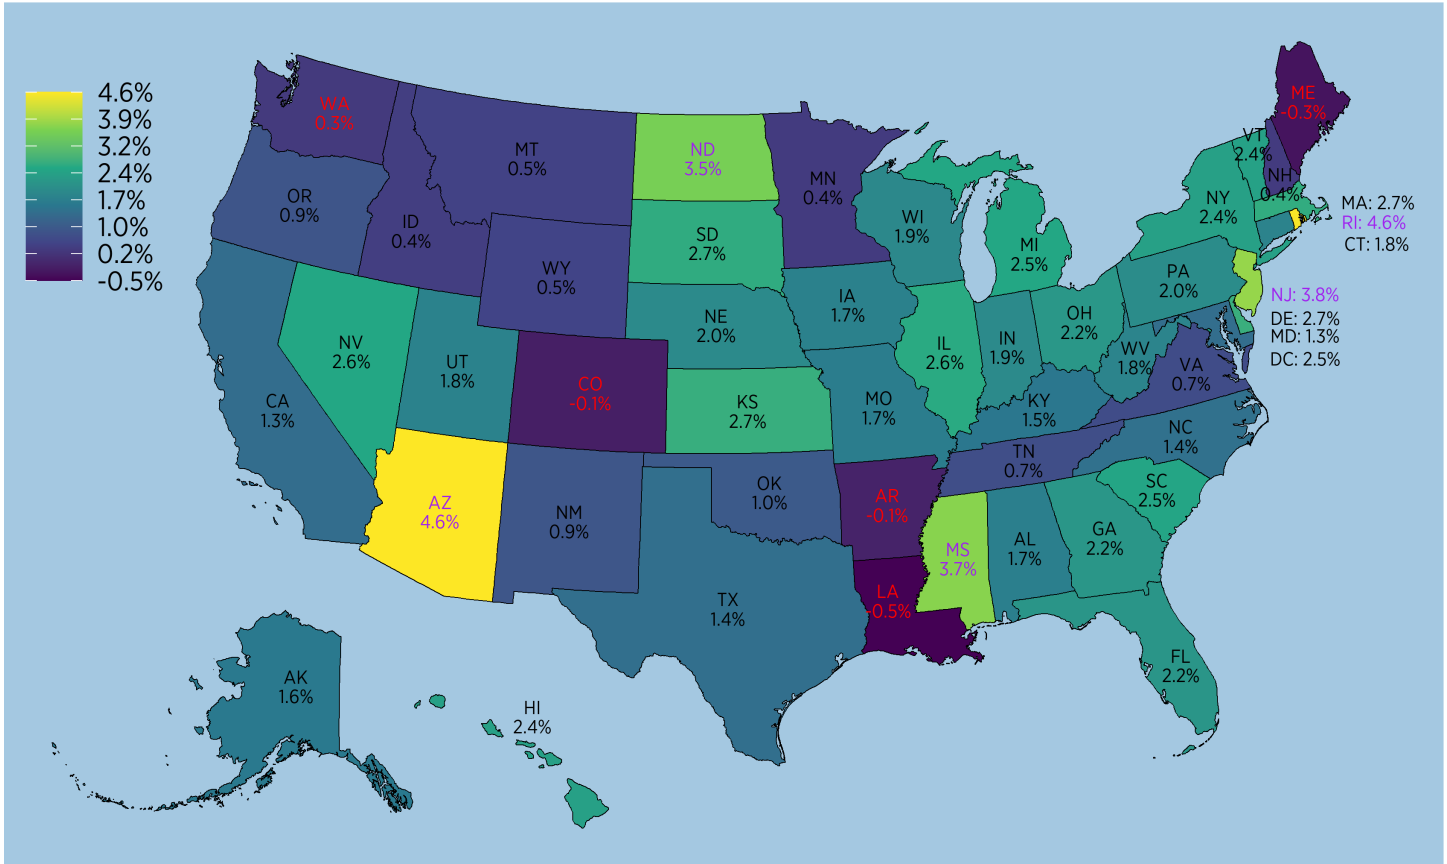 4.6%
3.9%
3.2%
2.4%
1.7%
1.0%
0.2%
-0.5%
WA
0.3%
OR
0.9%
CA
1.3%
ID
0.4%
NV
2.6%
MT
0.5%
WY
0.5%
UT
1.8%
CO
-0.1%
AZ
4.6%
NM
0.9%
ND
3.5%
SD
2.7%
NE
2.0%
KS
2.7%
OK
1.0%
TX
1.4%
MN
0.4%
IA
1.7%
MO
1.7%
AR
-0.1%
LA
-0.5%
WI
1.9%
IL
2.6%
MI
2.5%
IN
1.9%
OH
2.2%
KY
1.5%
TN
0.7%
MS
3.7%
AL
1.7%
GA
2.2%
FL
2.2%
SC
2.5%
NC
1.4%
VA
0.7%
WV
1.8%
PA
2.0%
NY
2.4%
VT
2.4%
NH
0.4%
ME
-0.3%
MA: 2.7%
RI: 4.6%
CT: 1.8%
NJ: 3.8%
DE: 2.7%
MD: 1.3%
DC: 2.5%
AK
1.6%
HI
2.4%